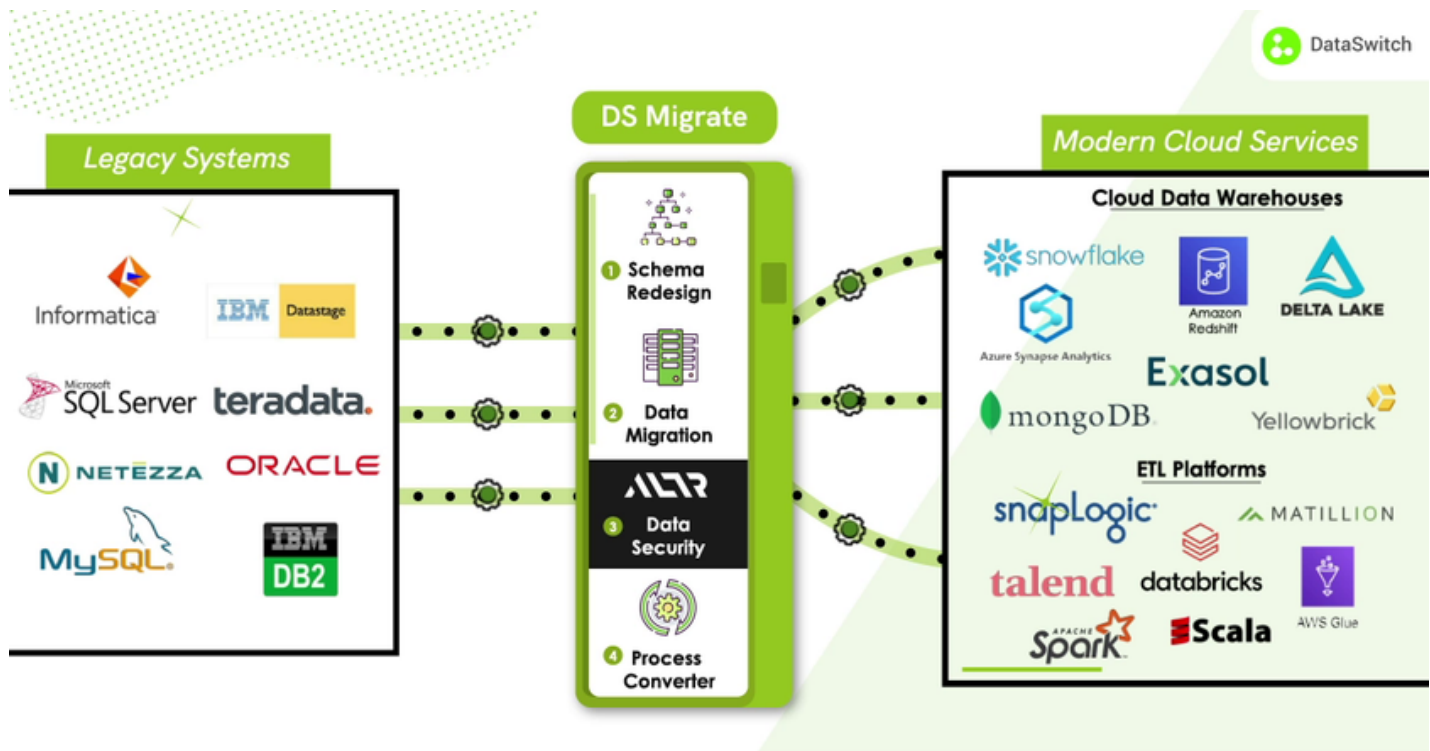 DataSwitch
DS Migrate
Legacy Systems
Modern Cloud Services
Informatica
IBM Datastage
Microsoft
SQL Server
teradata.
N NETEZZA
ORACLE
MySQL®
IBM
DB2
1 Schema
Redesign
2 Data
Migration
ALTR
3 Data
Security
4 Process
Converter
Cloud Data Warehouses
snowflake
Amazon
Redshift
DELTA LAKE
Azure Synapse Analytics
Exasol
mongoDB®
Yellowbrick
ETL Platforms
snapLogic
MATILLION
talend
databricks
AWS Glue
APACHE
Spark™
Scala